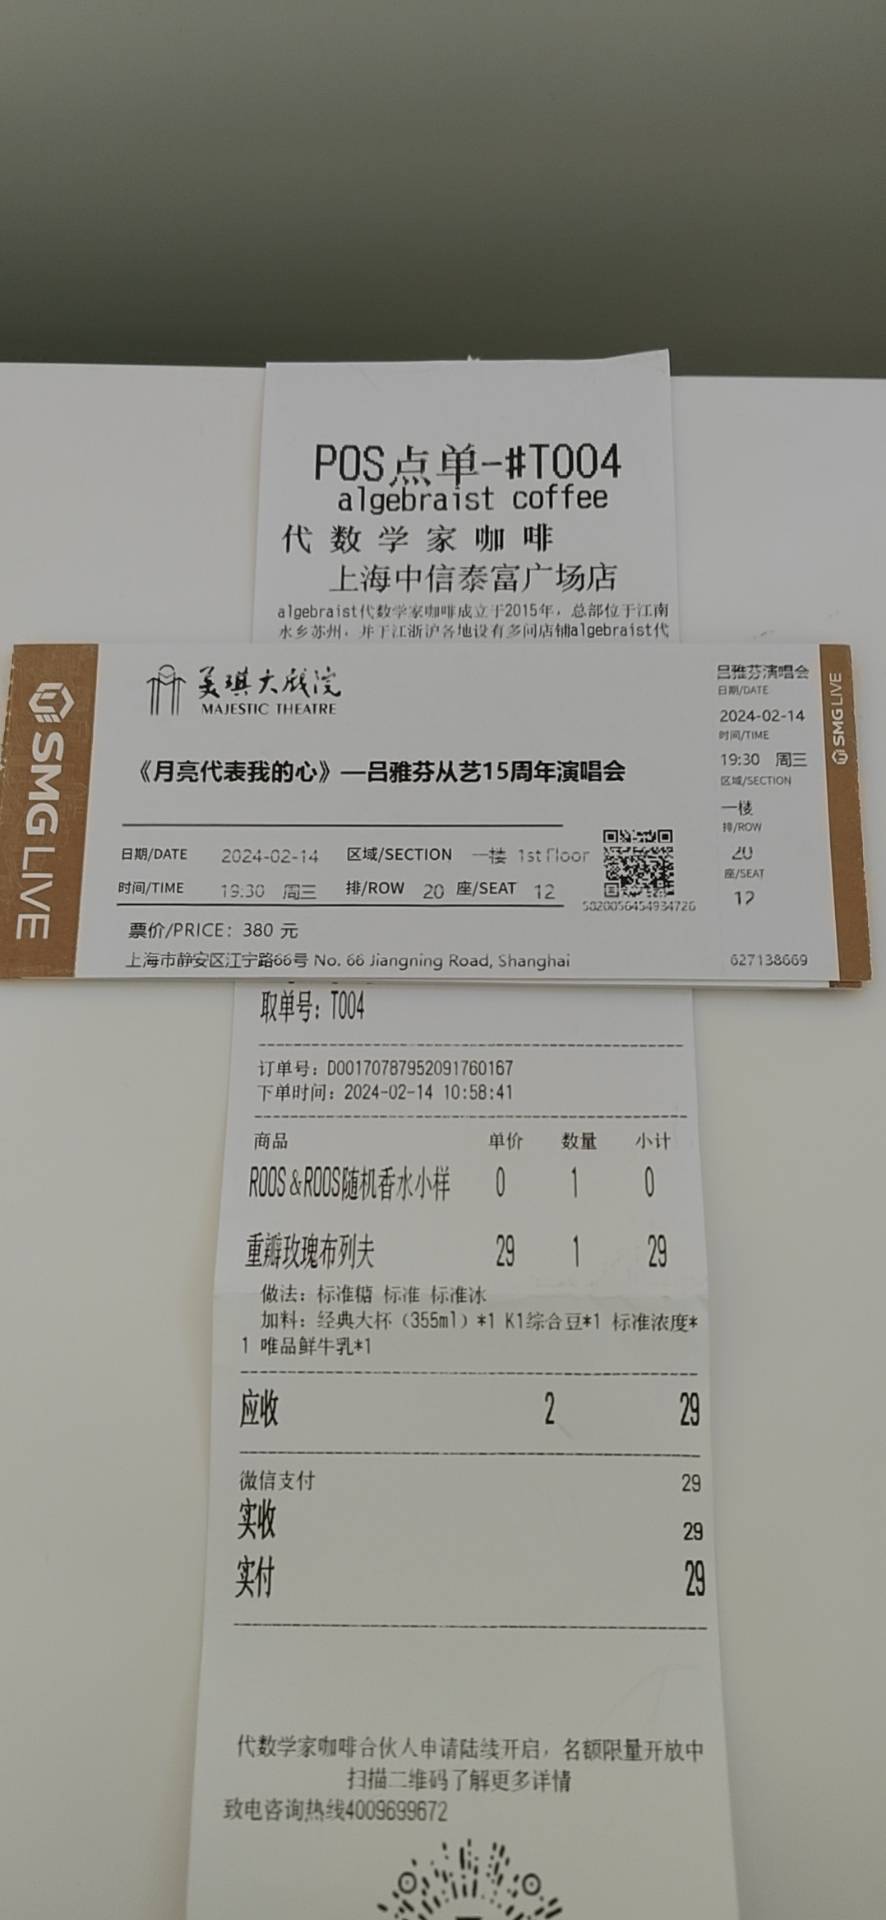 POS点单-#T004
algebraist coffee
代数学家咖啡
上海中信泰富广场店
algebraist代数学家咖啡成立于2015年，总部位于江南
水乡苏州，并于江浙沪各地设有多间店铺algebraist代
SMG LIVE
美琪大戏院
MAJESTIC THEATRE
《月亮代表我的心》—吕雅芬从艺15周年演唱会
日期/DATE 2024-02-14 区域/SECTION 一楼 1st Floor
时间/TIME 19:30 周三 排/ROW 20 座/SEAT 12
5820056454934726
票价/PRICE: 380 元
上海市静安区江宁路66号 No. 66 Jiangning Road, Shanghai
吕雅芬演唱会
日期/DATE
2024-02-14
时间/TIME
19:30 周三
区域/SECTION
一楼
排/ROW
20
座/SEAT
12
627138669
SMG LIVE
取单号: T004
订单号: D00170787952091760167
下单时间: 2024-02-14 10:58:41
商品 单价 数量 小计
ROOS&ROOS随机香水小样 0 1 0
重瓣玫瑰布列夫 29 1 29
做法: 标准糖 标准 标准冰
加料: 经典大杯（355ml）*1 K1综合豆*1 标准浓度*
1 唯品鲜牛乳*1
应收 2 29
微信支付 29
实收 29
实付 29
代数学家咖啡合伙人申请陆续开启，名额限量开放中
扫描二维码了解更多详情
致电咨询热线4009699672